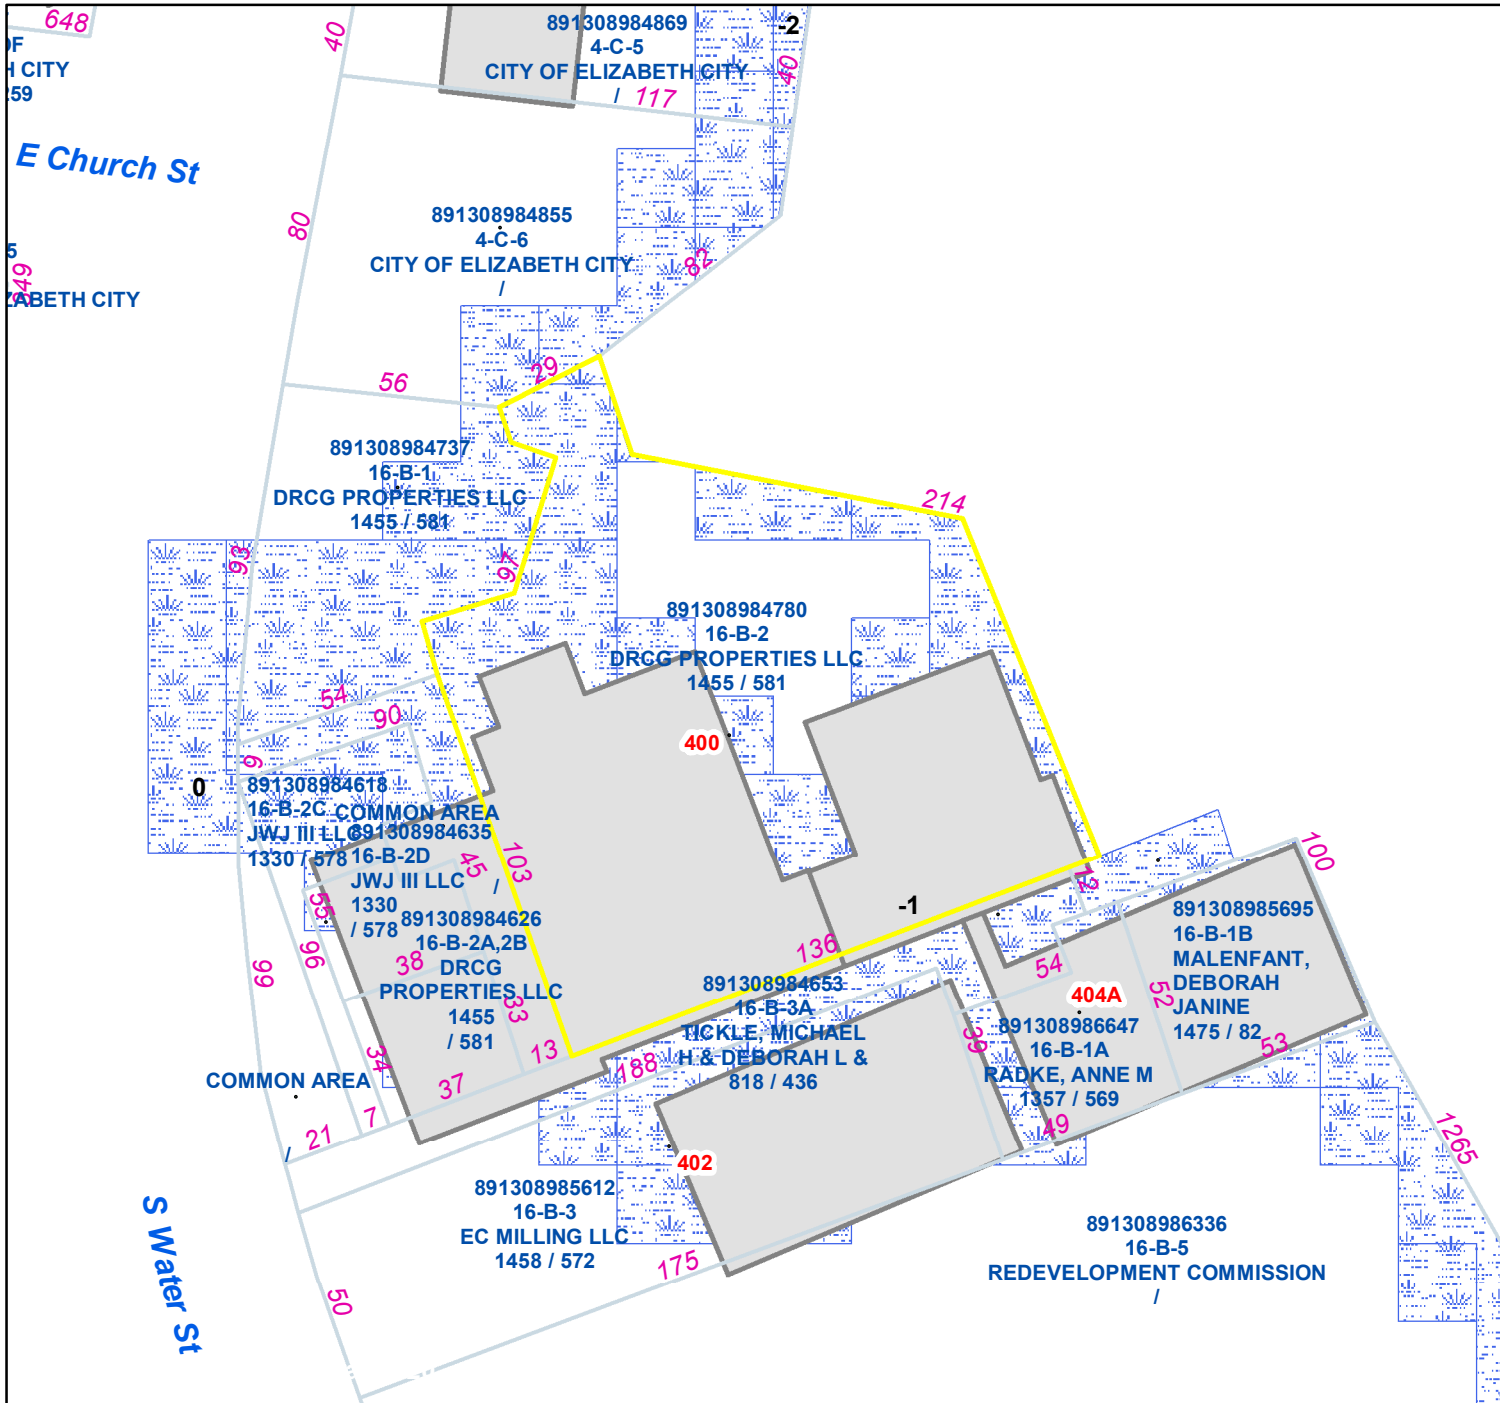 648
OF
H CITY
259
40
891308984869
4-C-5
CITY OF ELIZABETH CITY
/
117
-2
40
E Church St
80
891308984855
4-C-6
CITY OF ELIZABETH CITY
/
82
5
849
ZABETH CITY
56
29
891308984737
16-B-1
DRCG PROPERTIES LLC
1455 / 581
93
97
214
891308984780
16-B-2
DRCG PROPERTIES LLC
1455 / 581
400
54
90
9
0
891308984618
16-B-2C
JWJ III LLC
1330 / 578
COMMON AREA
/
891308984635
16-B-2D
JWJ III LLC
1330
/ 578
45
103
55
96
99
38
891308984626
16-B-2A,2B
DRCG
PROPERTIES LLC
1455
/ 581
33
13
34
37
7
21
COMMON AREA
/
136
-1
12
100
891308984653
16-B-3A
TICKLE, MICHAEL
H & DEBORAH L &
818 / 436
188
54
52
404A
39
891308986647
16-B-1A
RADKE, ANNE M
1357 / 569
49
891308985695
16-B-1B
MALENFANT,
DEBORAH
JANINE
1475 / 82
53
1265
402
891308985612
16-B-3
EC MILLING LLC
1458 / 572
175
50
S Water St
891308986336
16-B-5
REDEVELOPMENT COMMISSION
/